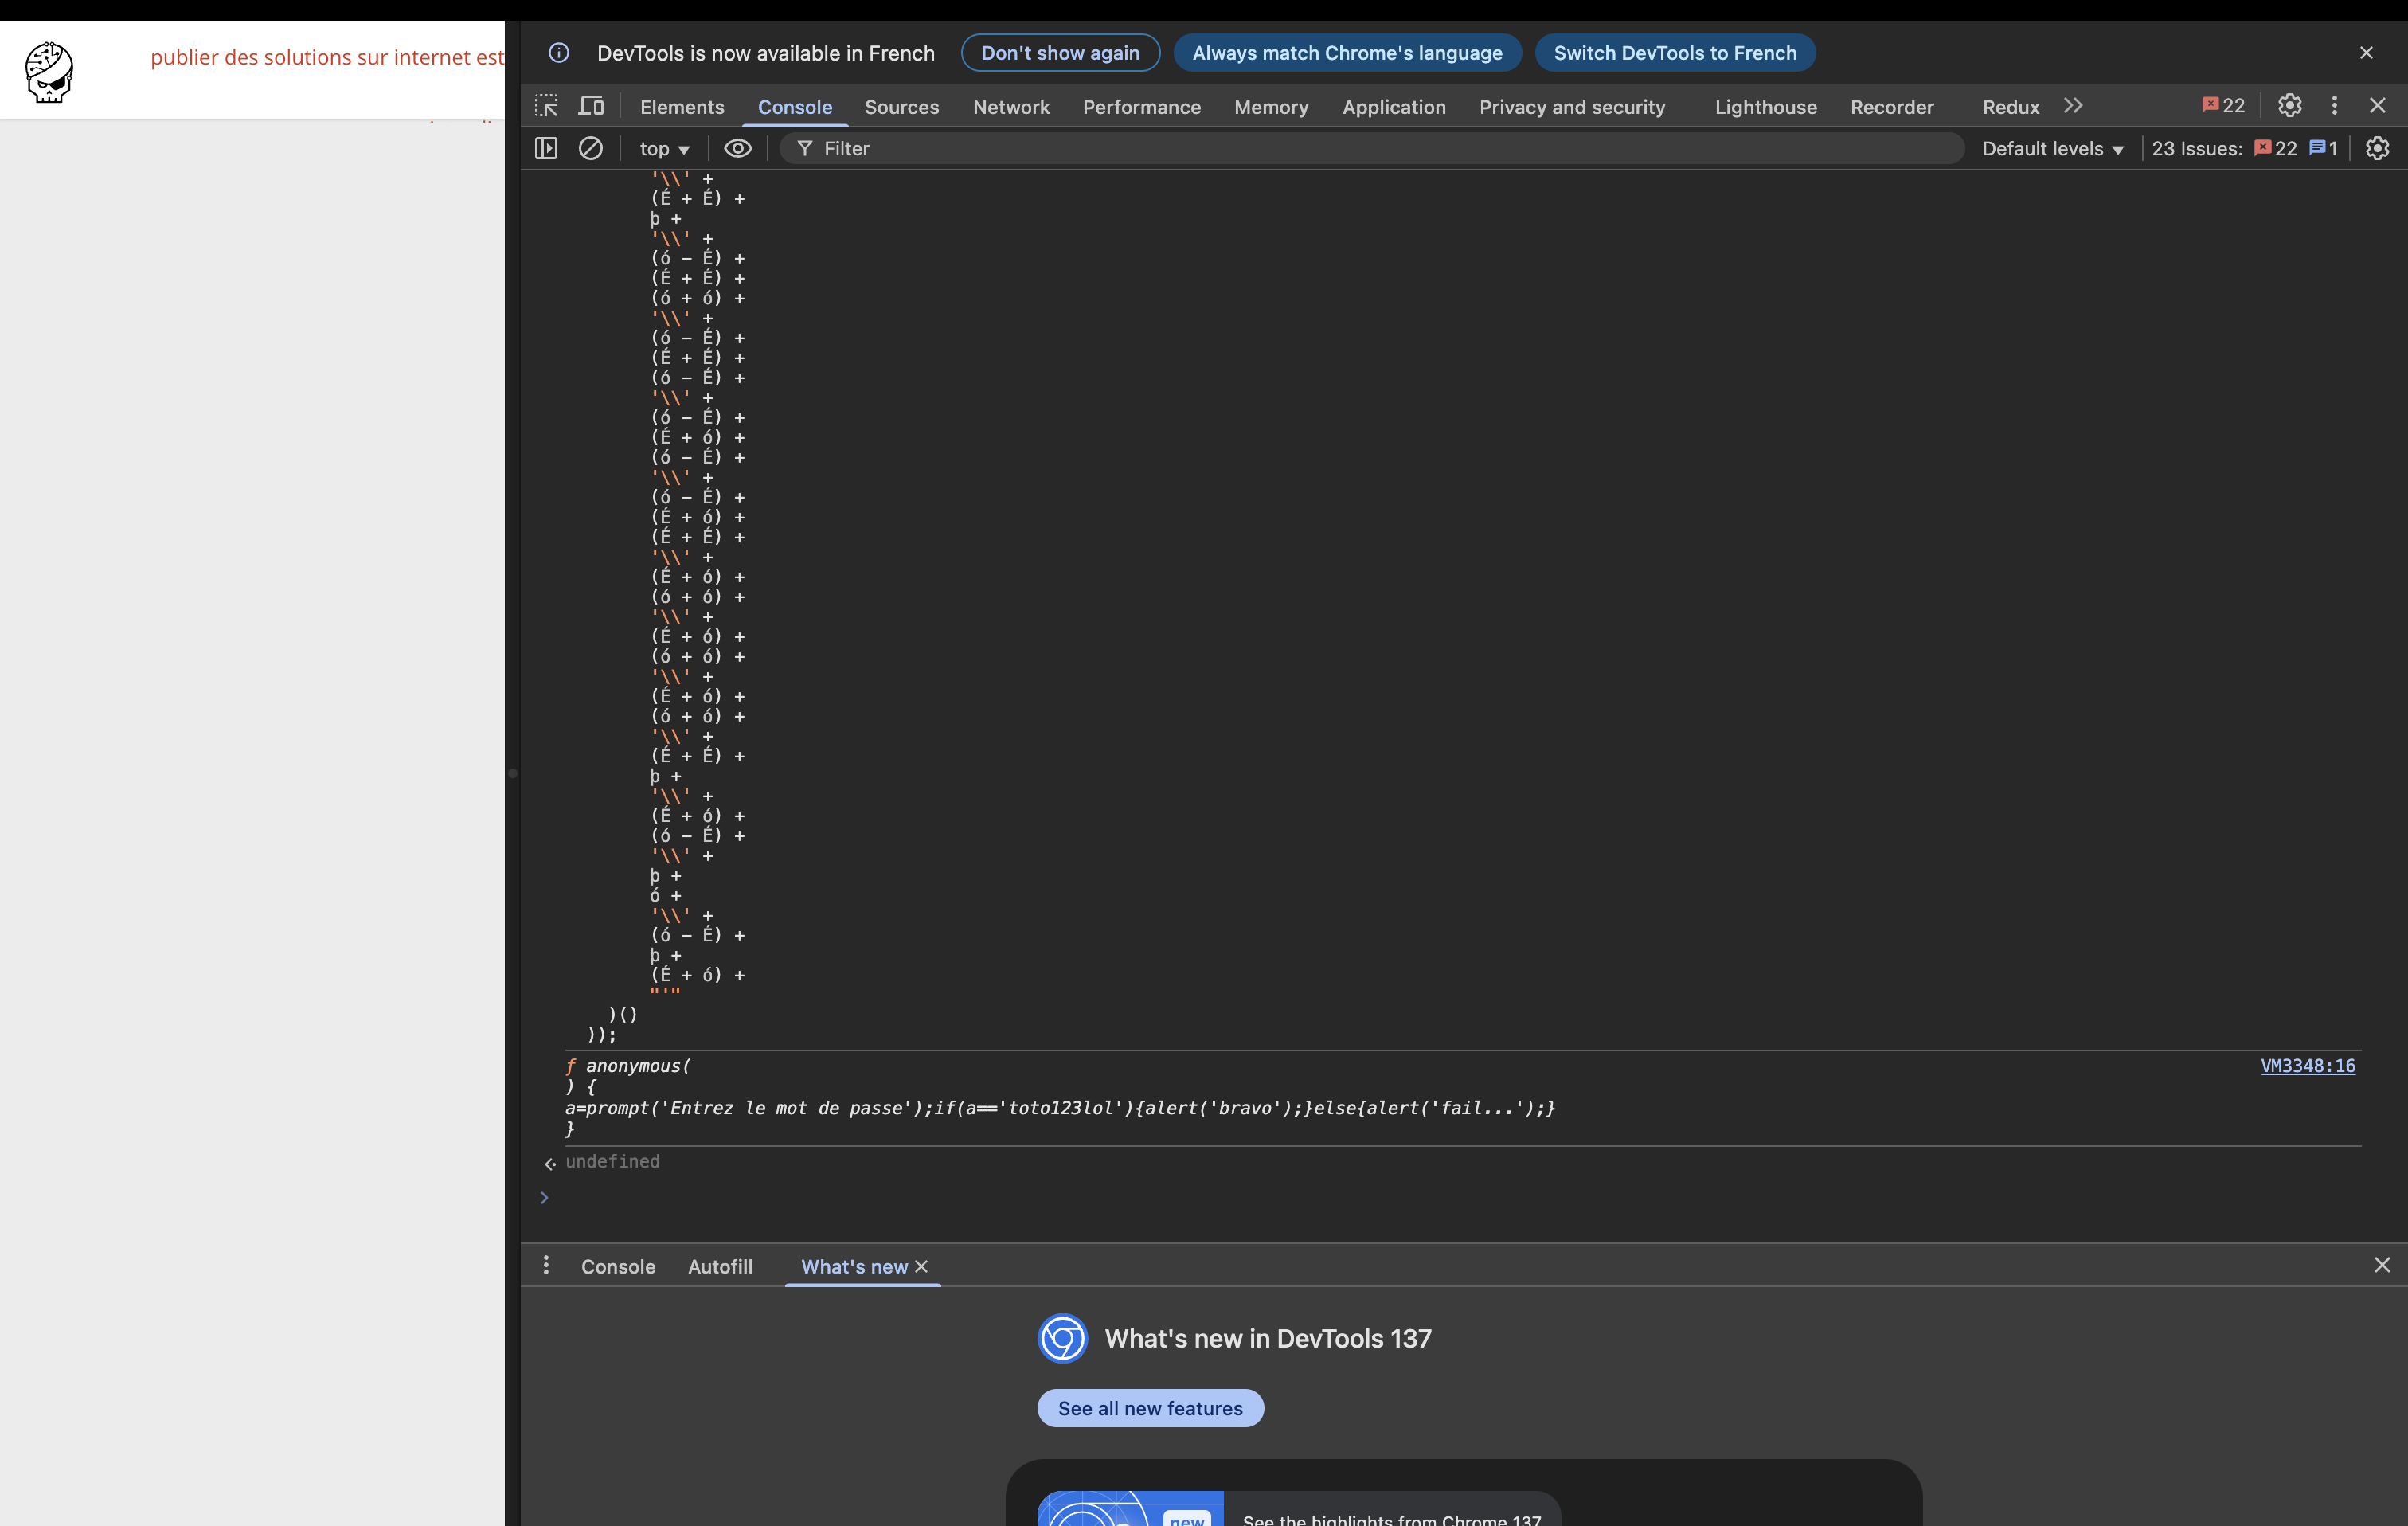 publier des solutions sur internet est
DevTools is now available in French
Don't show again
Always match Chrome's language
Switch DevTools to French
Elements
Console
Sources
Network
Performance
Memory
Application
Privacy and security
Lighthouse
Recorder
Redux
22
top
Filter
Default levels
23 Issues:
22
1
'\\' +
(É + É) +
þ +
'\\' +
(ó - É) +
(É + É) +
(ó + ó) +
'\\' +
(ó - É) +
(É + É) +
(ó - É) +
'\\' +
(ó - É) +
(É + ó) +
(ó - É) +
'\\' +
(ó - É) +
(É + ó) +
(É + É) +
'\\' +
(É + ó) +
(ó + ó) +
'\\' +
(É + ó) +
(ó + ó) +
'\\' +
(É + ó) +
(ó + ó) +
'\\' +
(É + É) +
þ +
'\\' +
(É + ó) +
(ó - É) +
'\\' +
þ +
ó +
'\\' +
(ó - É) +
þ +
(É + ó) +
"'"
)()
));
ƒ anonymous(
VM3348:16
) {
a=prompt('Entrez le mot de passe');if(a=='toto123lol'){alert('bravo');}else{alert('fail...');}
}
undefined
Console
Autofill
What's new
What's new in DevTools 137
See all new features
new
See the highlights from Chrome 137